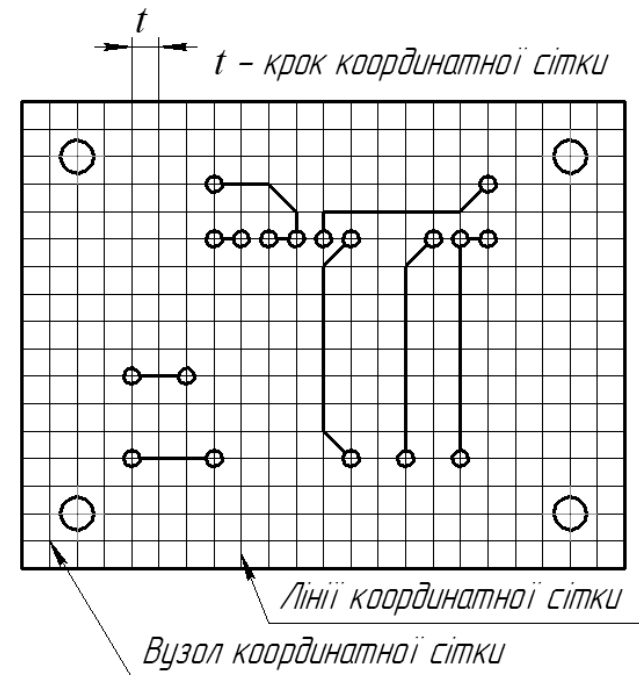 t
t – крок координатної сітки
Лінії координатної сітки
Вузол координатної сітки